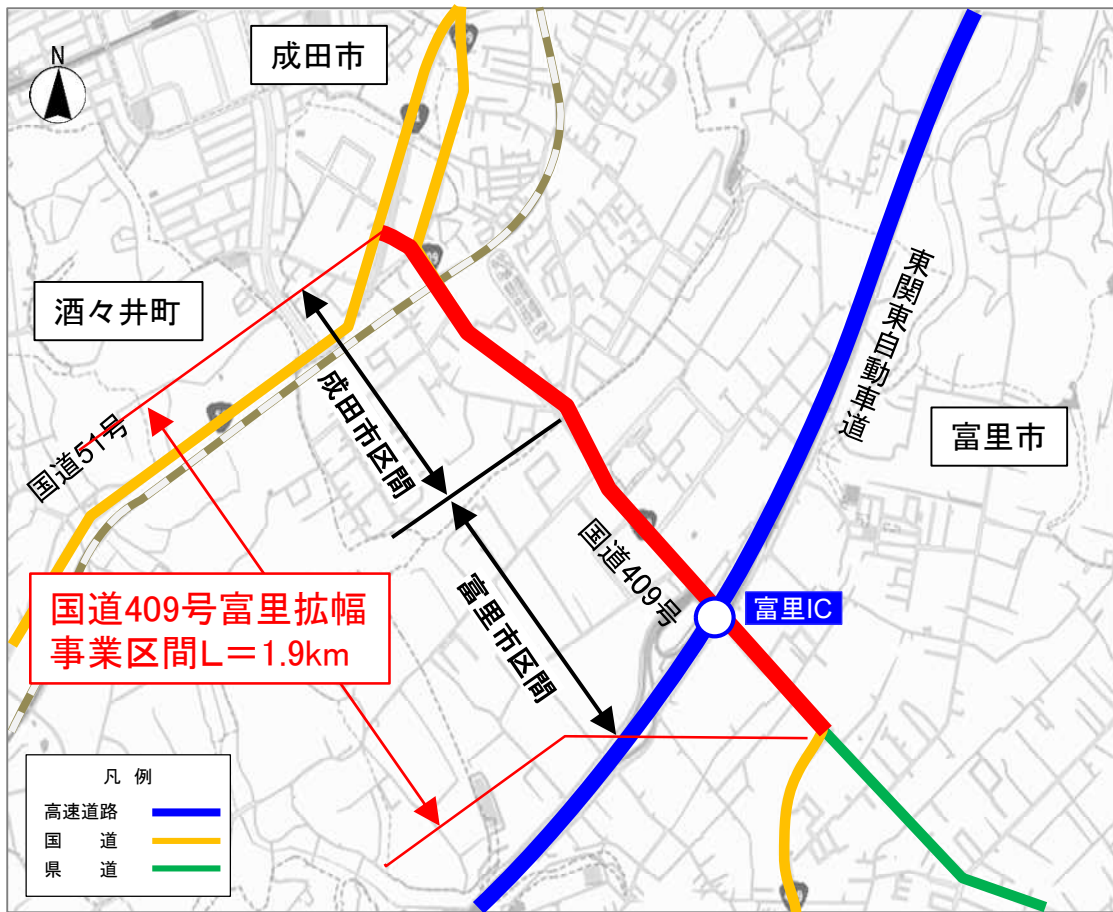 成田市
N
酒々井町
東関東自動車道
成田市区間
富里市
国道51号
国道409号
富里市区間
富里IC
国道409号富里拡幅
事業区間L=1.9km
凡 例
高速道路
国 道
県 道